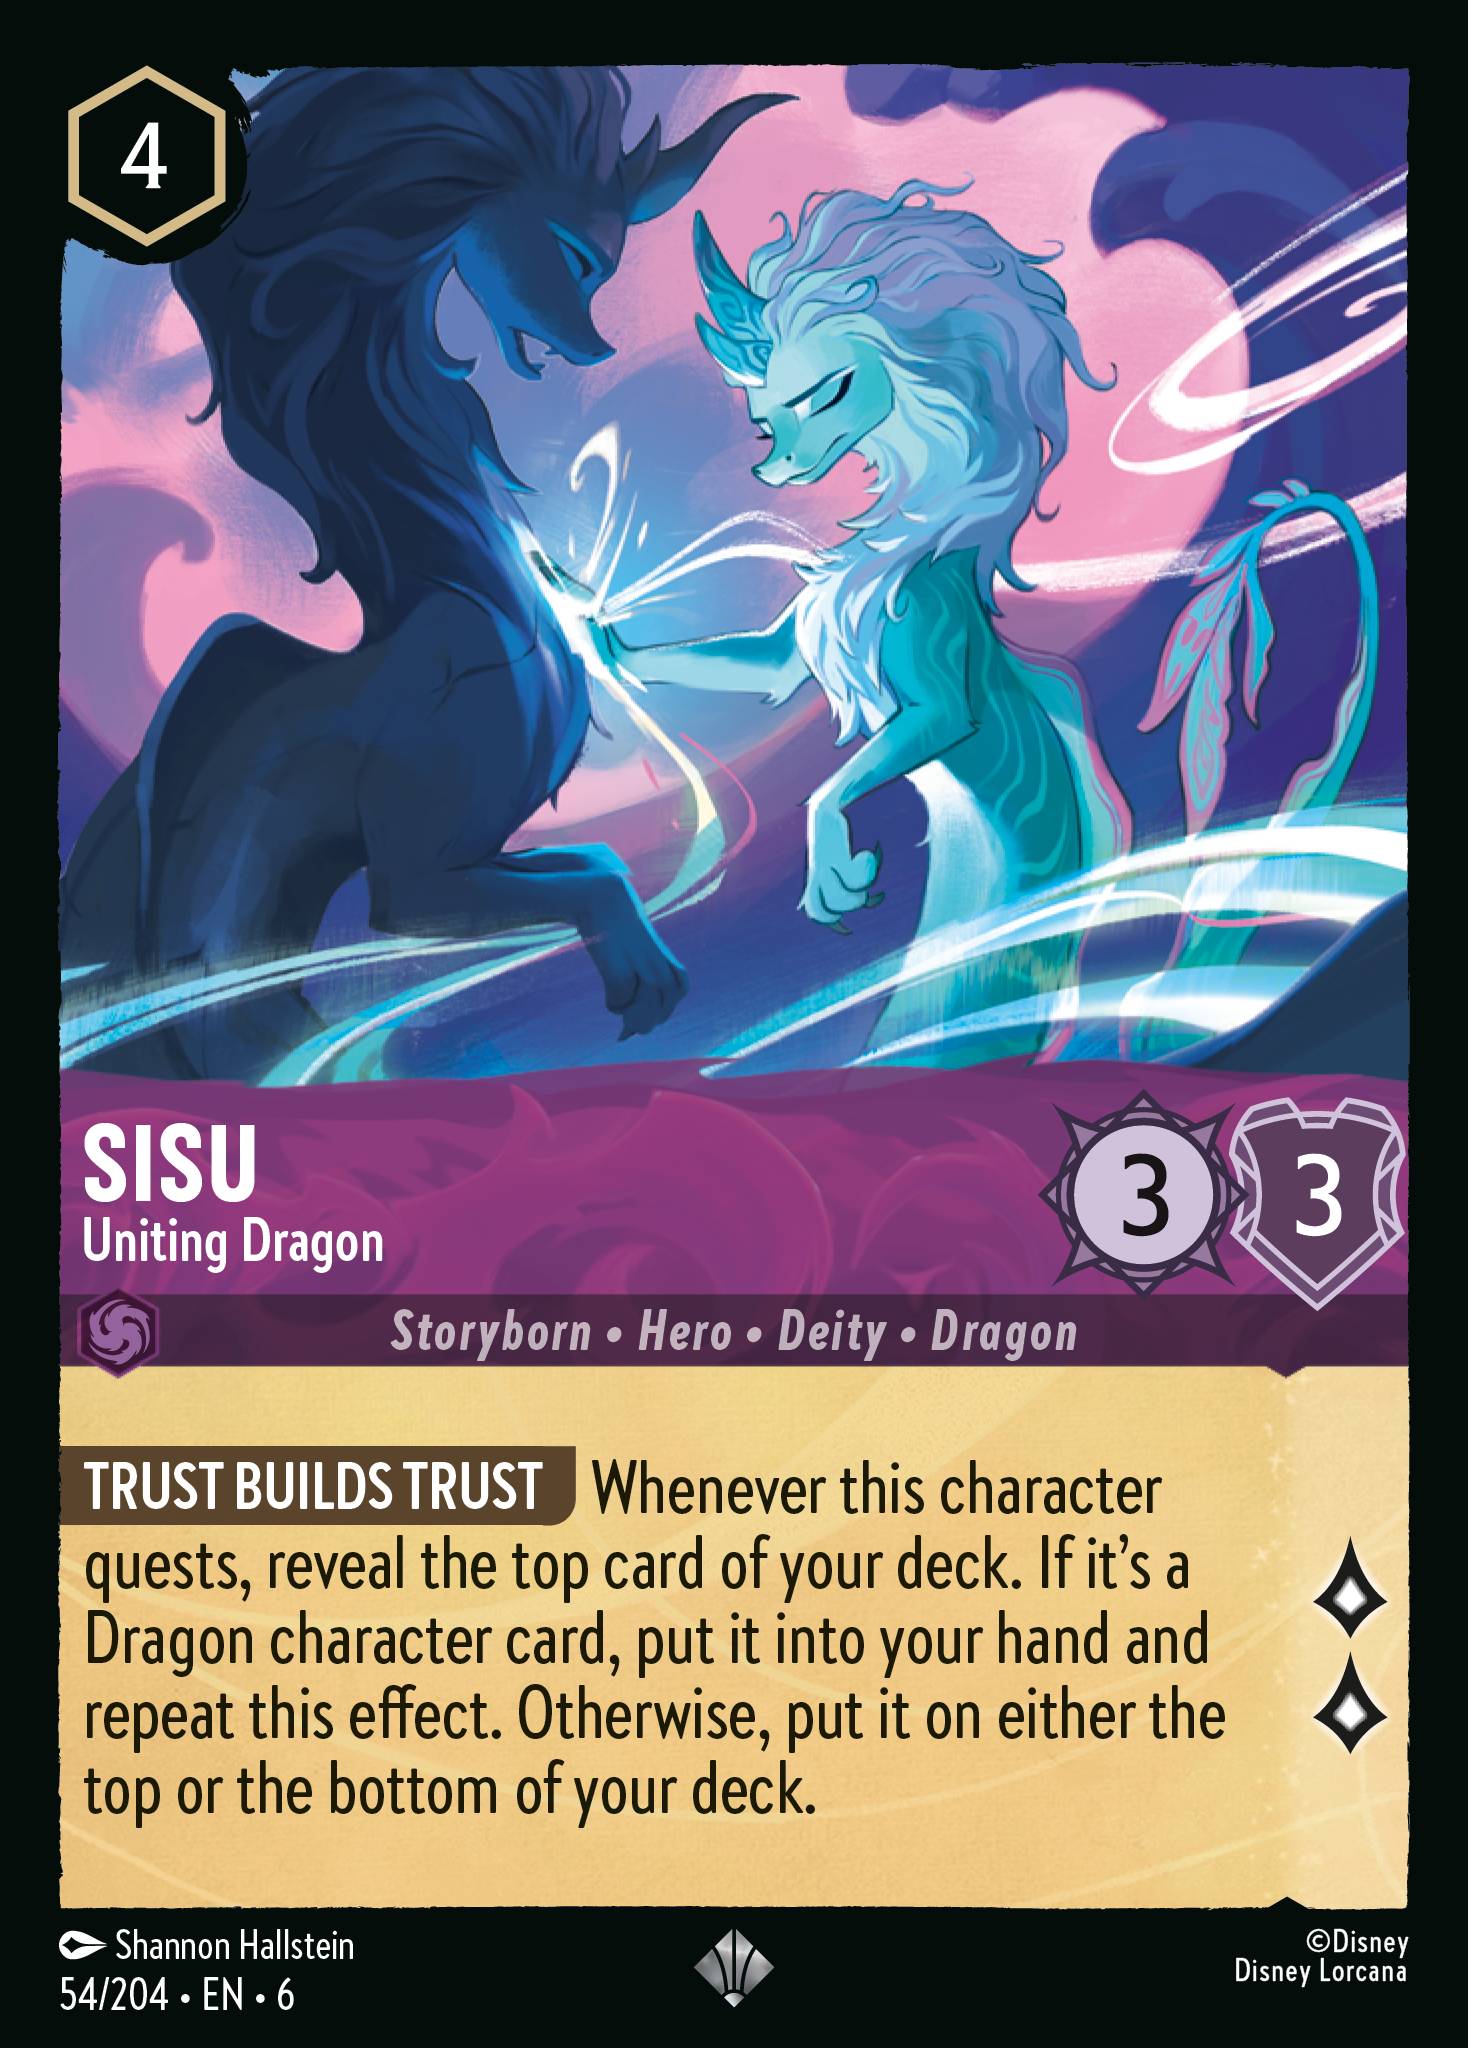 4
SISU
Uniting Dragon
3
3
Storyborn • Hero • Deity • Dragon
TRUST BUILDS TRUST Whenever this character
quests, reveal the top card of your deck. If it’s a
Dragon character card, put it into your hand and
repeat this effect. Otherwise, put it on either the
top or the bottom of your deck.
Shannon Hallstein
54/204 • EN • 6
©Disney
Disney Lorcana